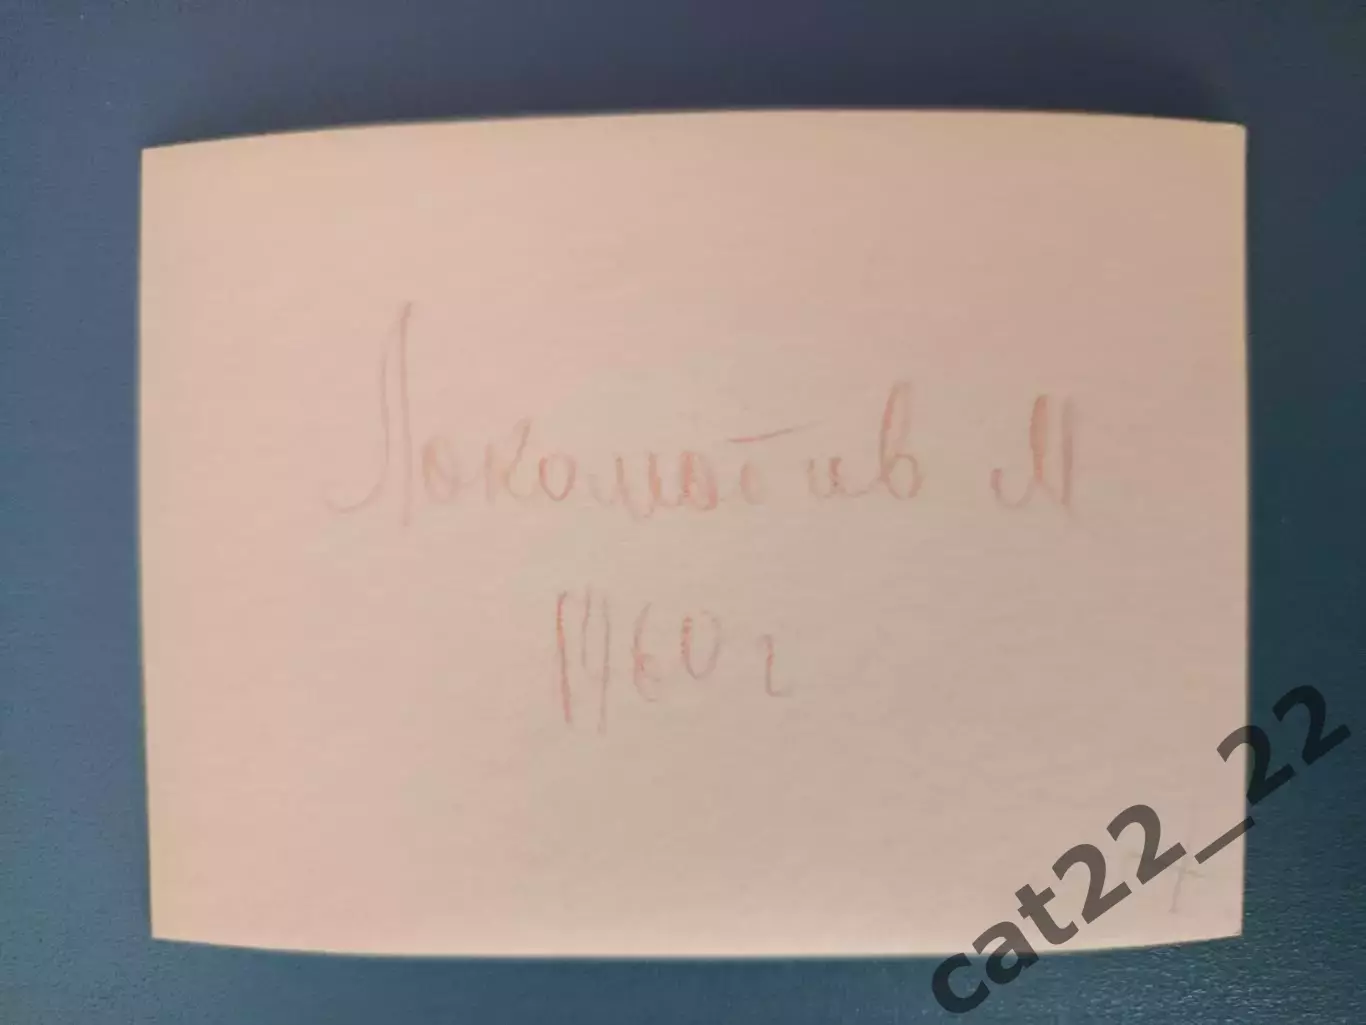 Локомотив М
1960 г
cat22_22